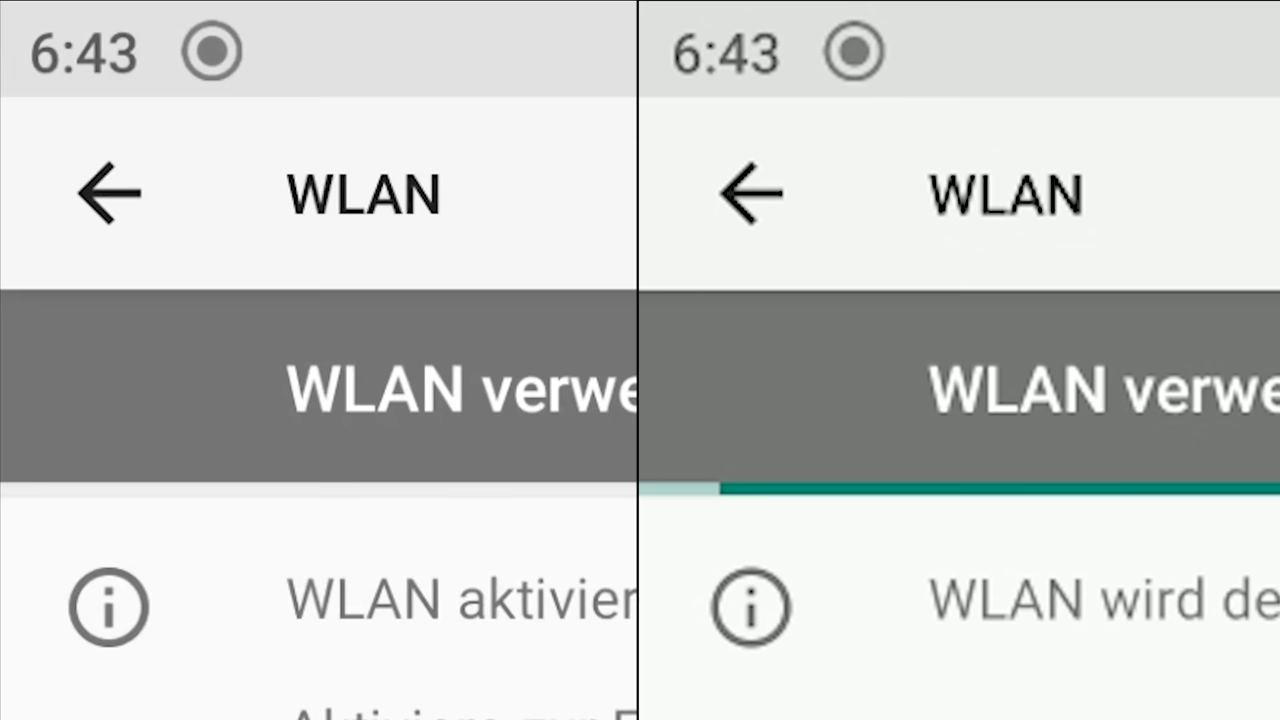 6:43
WLAN
WLAN verwe
WLAN aktivier
6:43
WLAN
WLAN verwe
WLAN wird de